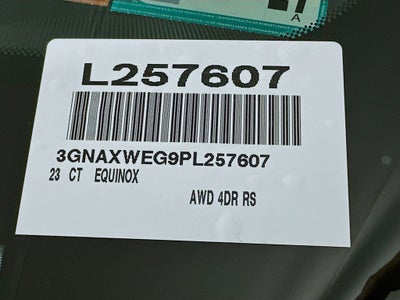 A
L257607
3GNAXWEG9PL257607
23 CT EQUINOX
AWD 4DR RS